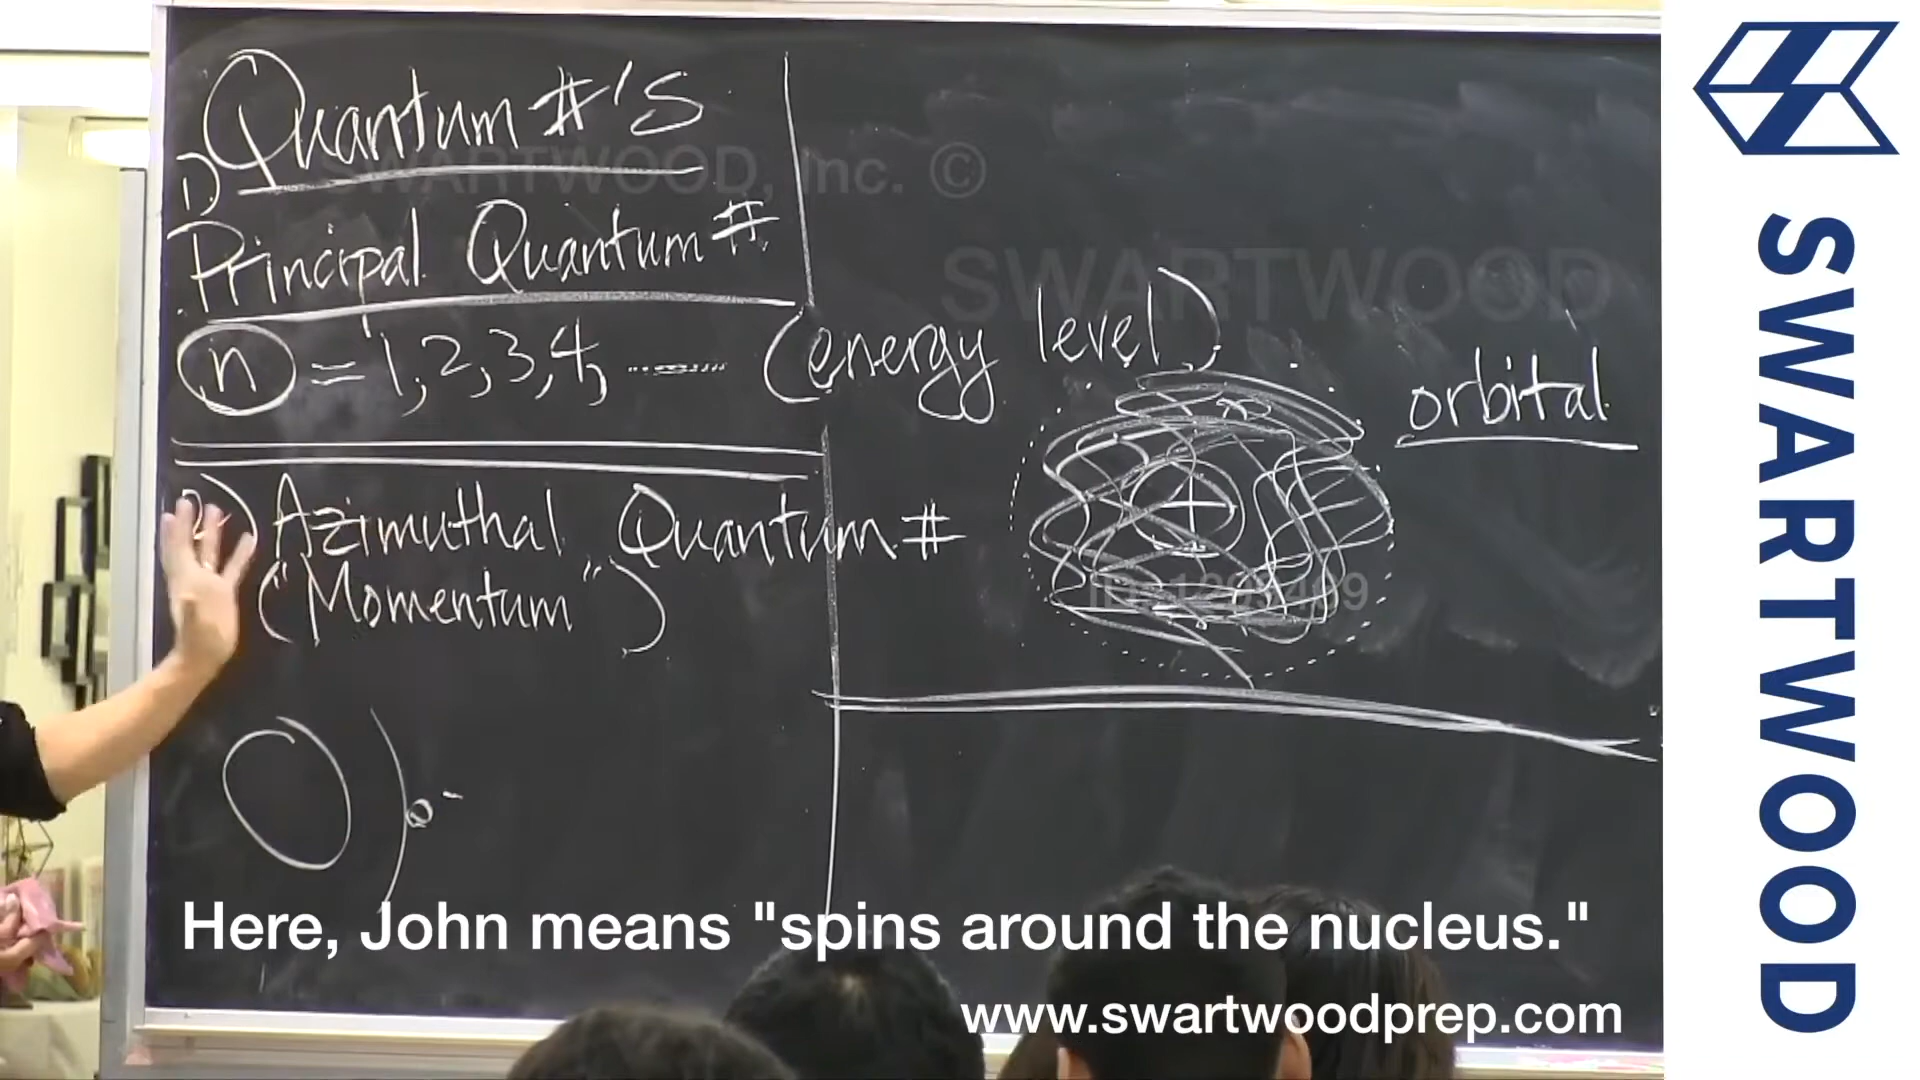 Quantum #'s
1)
Principal Quantum #
n = 1, 2, 3, 4, ...... (energy level)
2) Azimuthal Quantum #
("Momentum")
e-
orbital
+
SWARTWOOD, Inc. ©
SWARTWOOD
Here, John means "spins around the nucleus."
www.swartwoodprep.com
SWARTWOOD